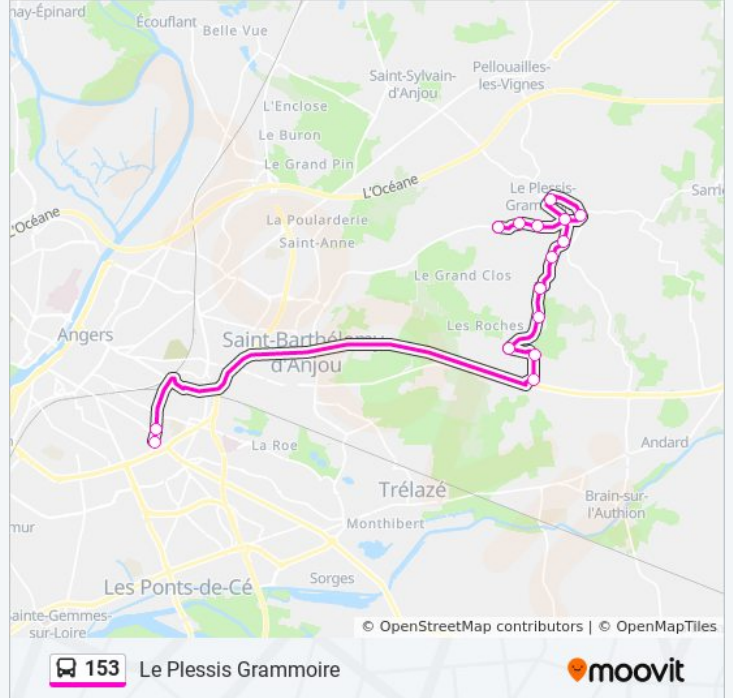 nay-Épinard
Écouflant
Belle Vue
Pellouailles-
les-Vignes
Saint-Sylvain-
d'Anjou
L'Enclose
Le Buron
Le Grand Pin
L'Océane
Le Plessis-
Gram
Sarri
L'Océane
La Poularderie
Saint-Anne
Le Grand Clos
Les Roches
Angers
Saint-Barthélemy-
d'Anjou
La Roe
Andard
Trélazé
Brain-sur-
l'Authion
Monthibert
mur
Sorges
Les Ponts-de-Cé
ainte-Gemmes-
sur-Loire
© OpenStreetMap contributors | © OpenMapTiles
153 Le Plessis Grammoire
moovit